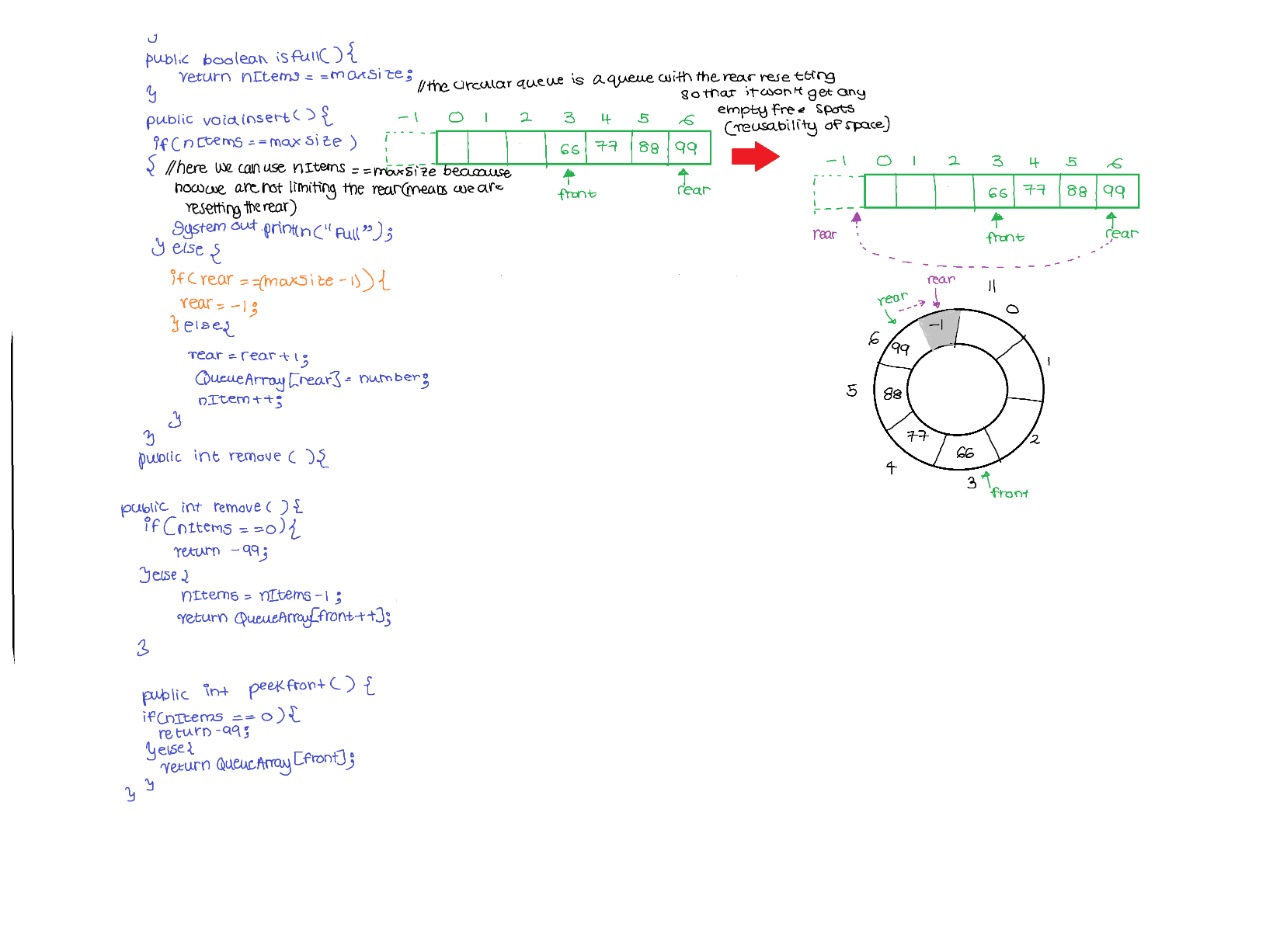 }
public boolean isfull( ){
return nItems = =maxsize;
}
//the circular queue is a queue with the rear resetting
so that it won't get any
empty free spots
(reusability of space)
public void insert( ){
if(nItems ==maxsize)
{ //here we can use nItems ==maxsize becacuse
now we are not limiting the rear(means we are
resetting the rear)
System out println("Full");
} else {
if(rear ==(maxsize -1)) {
rear = -1;
} else{
rear = rear +1;
QueueArray[rear] = number;
nItem++;
}
}
public int remove ( ){
public int remove( ){
if(nItems = =0){
return -99;
}else{
nItems = nItems-1;
return QueueArray[front++];
}
public int peekfront( ) {
if(nItems == 0){
return -99;
}else{
return QueueArray[front];
}
}
-1 0 1 2 3 4 5 6
66 77 88 99
front rear
-1 0 1 2 3 4 5 6
66 77 88 99
rear front rear
rear
rear
||
-1
0
1
2
3
4
5
6
99
88
77
66
front